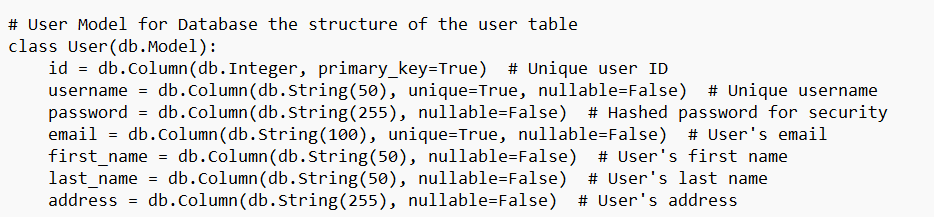 # User Model for Database the structure of the user table
class User(db.Model):
    id = db.Column(db.Integer, primary_key=True)  # Unique user ID
    username = db.Column(db.String(50), unique=True, nullable=False)  # Unique username
    password = db.Column(db.String(255), nullable=False)  # Hashed password for security
    email = db.Column(db.String(100), unique=True, nullable=False)  # User's email
    first_name = db.Column(db.String(50), nullable=False)  # User's first name
    last_name = db.Column(db.String(50), nullable=False)  # User's last name
    address = db.Column(db.String(255), nullable=False)  # User's address